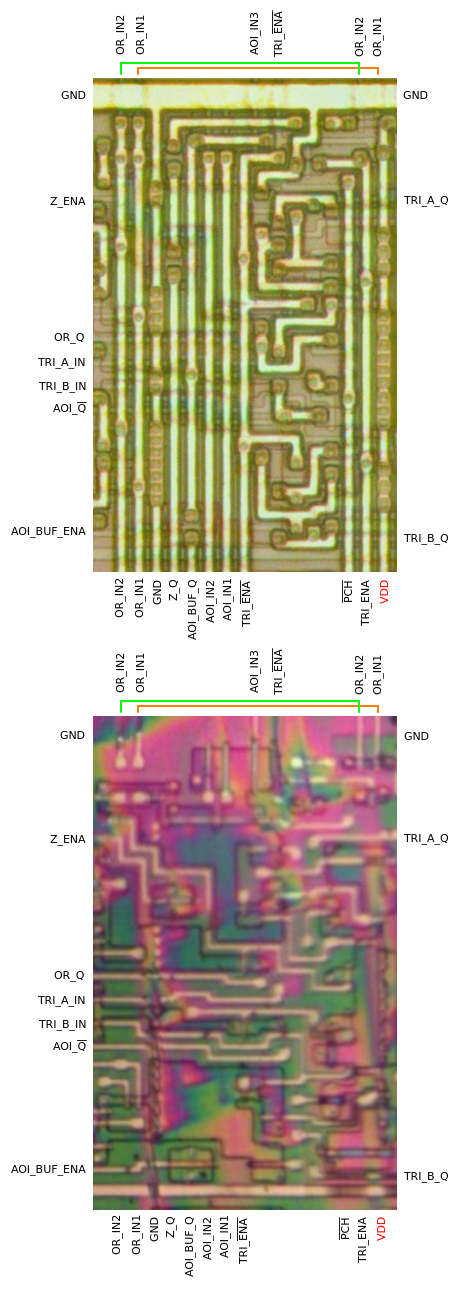 OR_IN2
OR_IN1
AOI_IN3
TRI_ENA
OR_IN2
OR_IN1
GND
GND
Z_ENA
TRI_A_Q
OR_Q
TRI_A_IN
TRI_B_IN
AOI_Q
AOI_BUF_ENA
TRI_B_Q
OR_IN2
OR_IN1
GND
Z_Q
AOI_BUF_Q
AOI_IN2
AOI_IN1
TRI_ENA
PCH
TRI_ENA
VDD
OR_IN2
OR_IN1
AOI_IN3
TRI_ENA
OR_IN2
OR_IN1
GND
GND
Z_ENA
TRI_A_Q
OR_Q
TRI_A_IN
TRI_B_IN
AOI_Q
AOI_BUF_ENA
TRI_B_Q
OR_IN2
OR_IN1
GND
Z_Q
AOI_BUF_Q
AOI_IN2
AOI_IN1
TRI_ENA
PCH
TRI_ENA
VDD